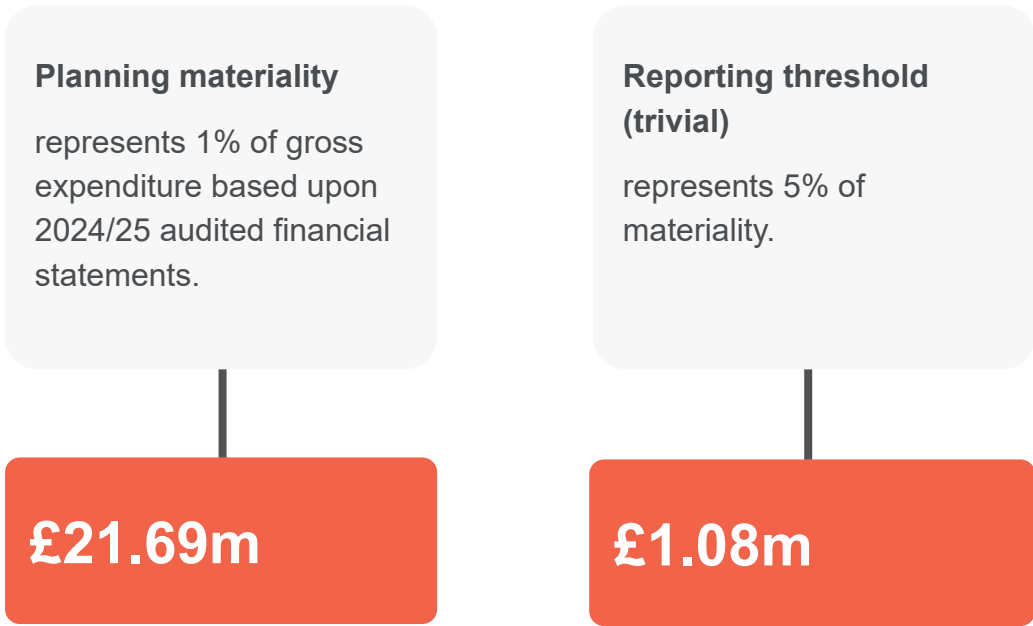 Planning materiality
represents 1% of gross
expenditure based upon
2024/25 audited financial
statements.
£21.69m
Reporting threshold
(trivial)
represents 5% of
materiality.
£1.08m